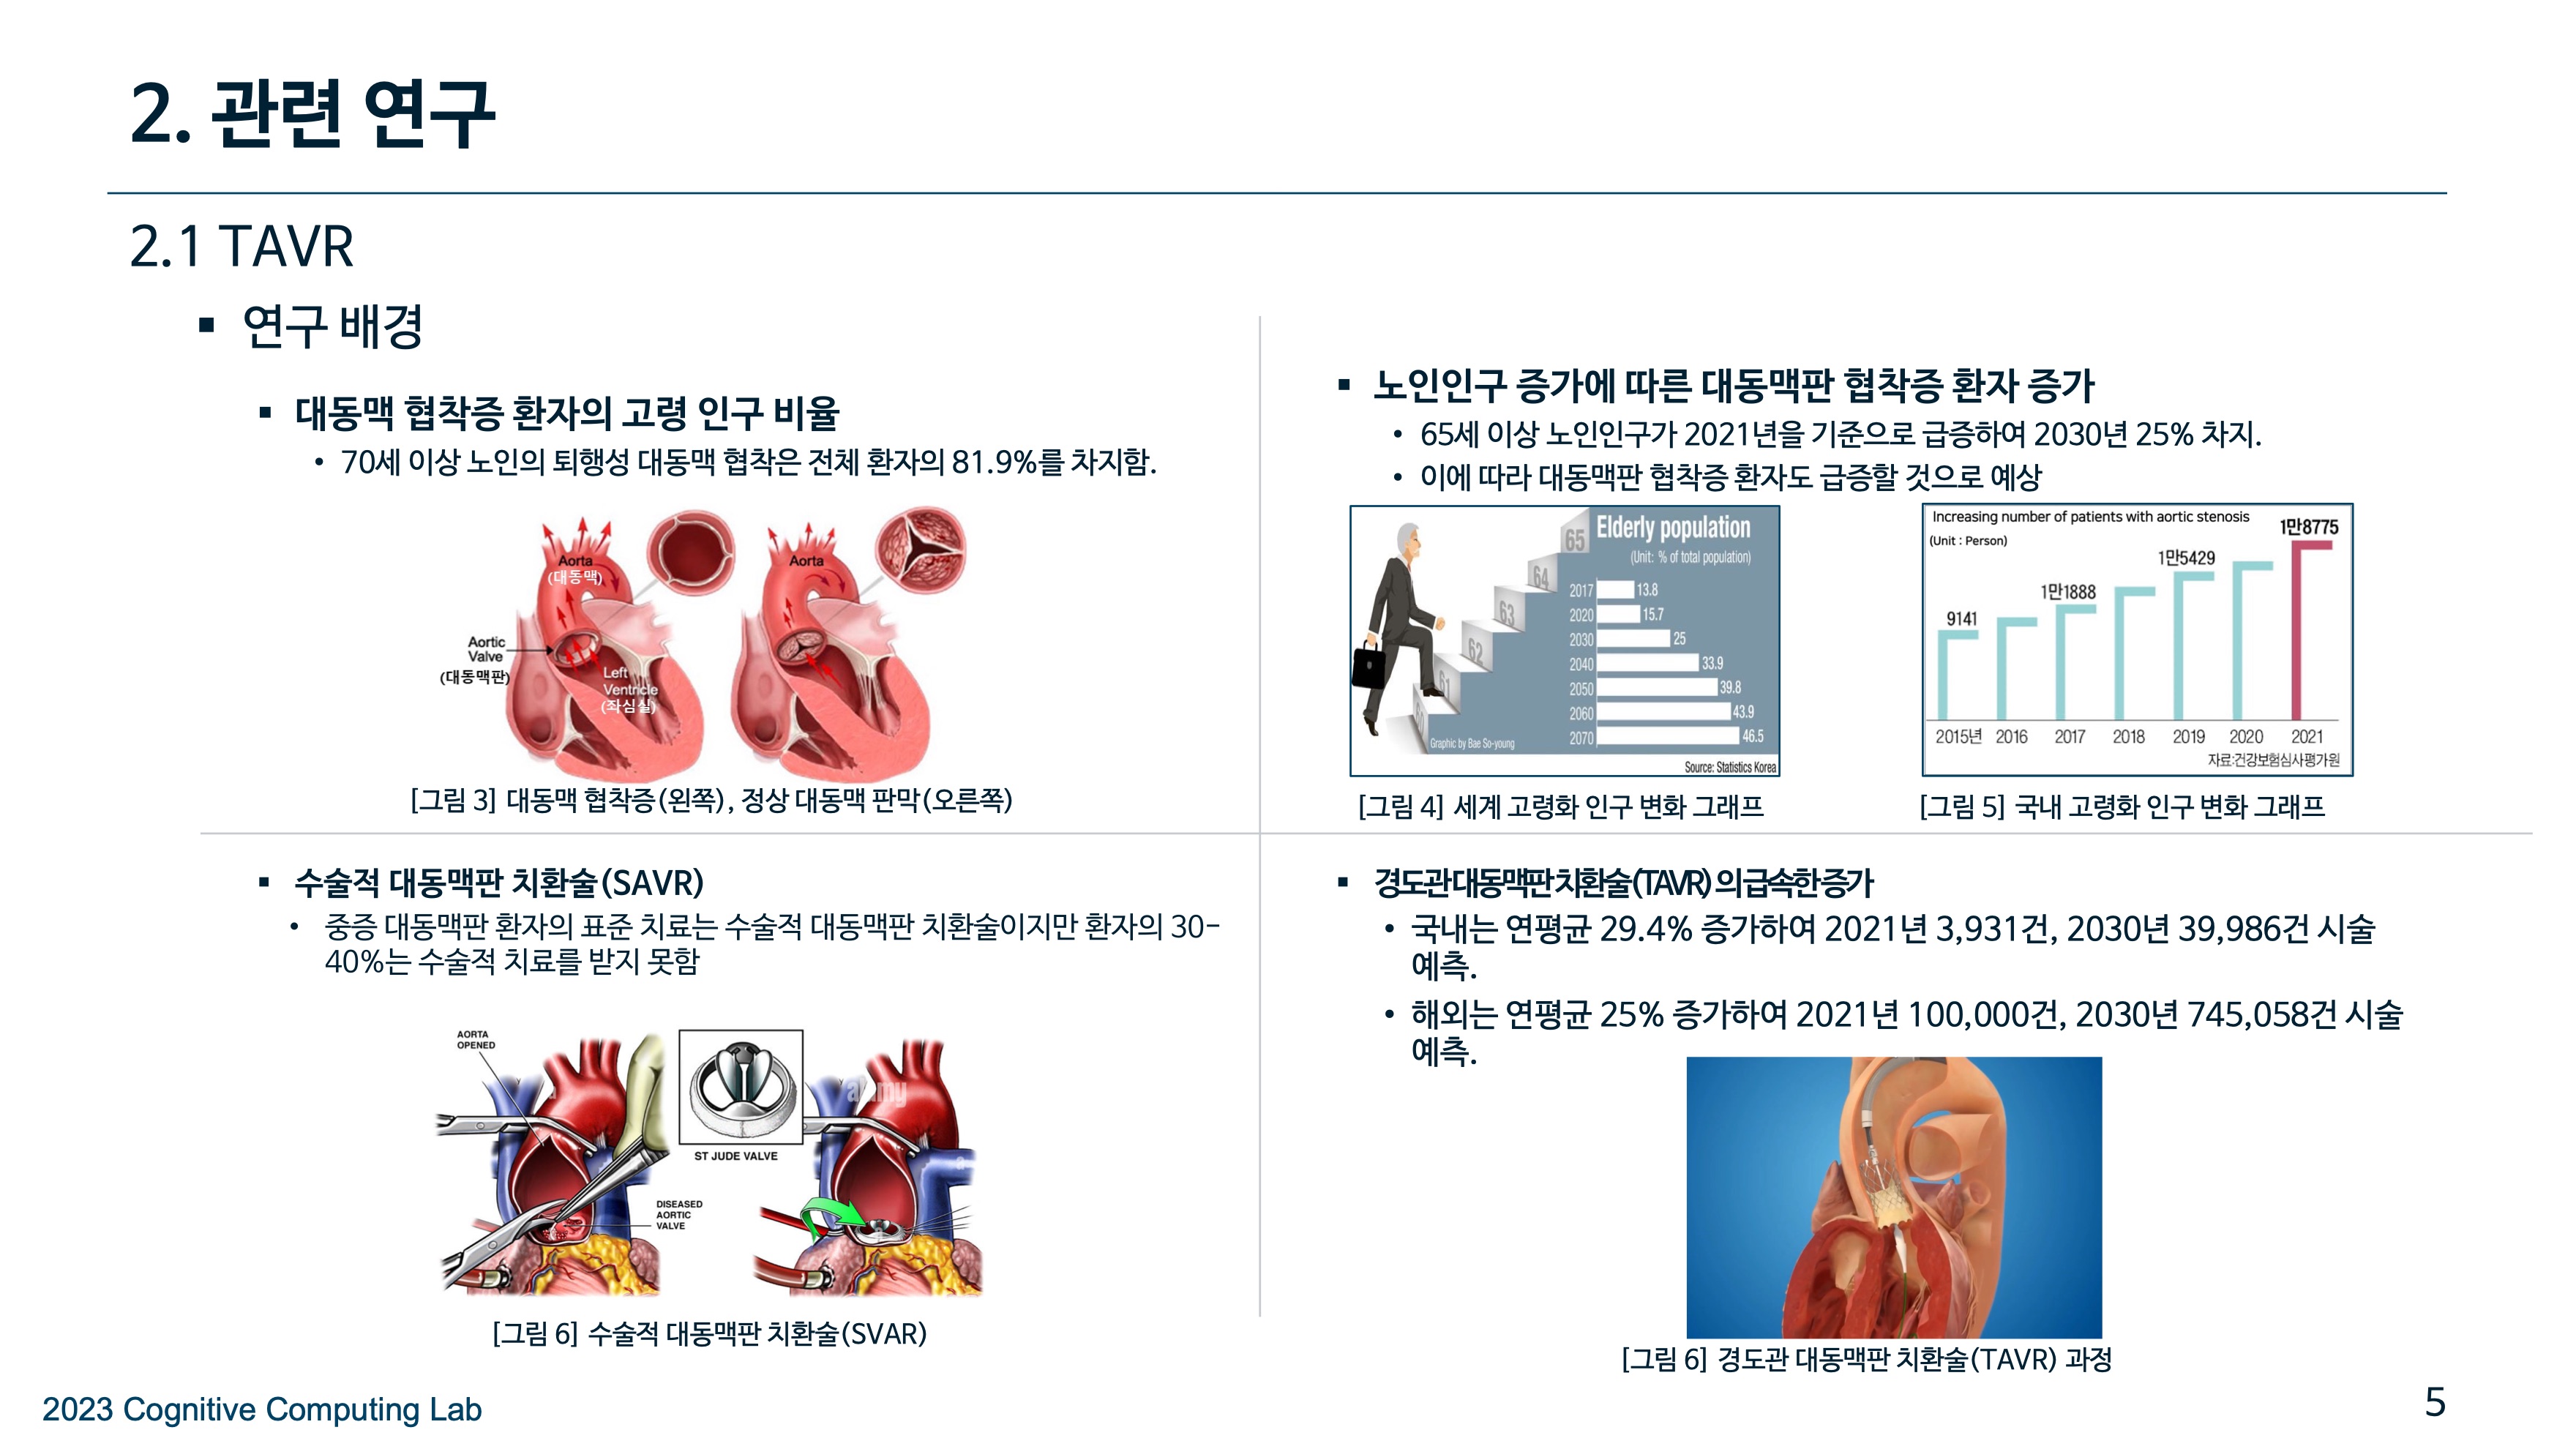 2. 관련 연구
2.1 TAVR
▪ 연구 배경
▪ 대동맥 협착증 환자의 고령 인구 비율
• 70세 이상 노인의 퇴행성 대동맥 협착은 전체 환자의 81.9%를 차지함.
Aorta
(대동맥)
Aortic
Valve
(대동맥판)
Left
Ventricle
(좌심실)
Aorta
[그림 3] 대동맥 협착증(왼쪽), 정상 대동맥 판막(오른쪽)
▪ 노인인구 증가에 따른 대동맥판 협착증 환자 증가
• 65세 이상 노인인구가 2021년을 기준으로 급증하여 2030년 25% 차지.
• 이에 따라 대동맥판 협착증 환자도 급증할 것으로 예상
65
64
63
62
61
60
Elderly population
(Unit: % of total population)
2017 13.8
2020 15.7
2030 25
2040 33.9
2050 39.8
2060 43.9
2070 46.5
Graphic by Bae So-young
Source: Statistics Korea
[그림 4] 세계 고령화 인구 변화 그래프
Increasing number of patients with aortic stenosis
(Unit : Person)
9141
1만1888
1만5429
1만8775
2015년 2016 2017 2018 2019 2020 2021
자료:건강보험심사평가원
[그림 5] 국내 고령화 인구 변화 그래프
▪ 수술적 대동맥판 치환술(SAVR)
• 중증 대동맥판 환자의 표준 치료는 수술적 대동맥판 치환술이지만 환자의 30-
40%는 수술적 치료를 받지 못함
AORTA
OPENED
ST JUDE VALVE
DISEASED
AORTIC
VALVE
alamy
a
a
[그림 6] 수술적 대동맥판 치환술(SVAR)
▪ 경도관 대동맥판 치환술(TAVR)의 급속한 증가
• 국내는 연평균 29.4% 증가하여 2021년 3,931건, 2030년 39,986건 시술
예측.
• 해외는 연평균 25% 증가하여 2021년 100,000건, 2030년 745,058건 시술
예측.
[그림 6] 경도관 대동맥판 치환술(TAVR) 과정
2023 Cognitive Computing Lab
5